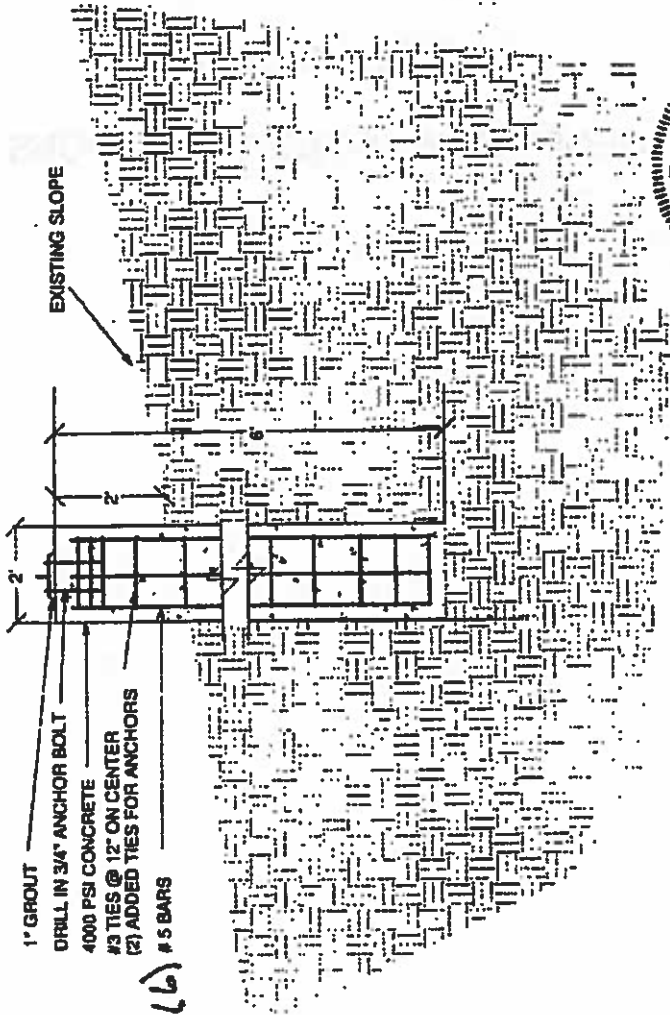 EXISTING SLOPE
1" GROUT
DRILL IN 3/4" ANCHOR BOLT
4000 PSI CONCRETE
#3 TIES @ 12" ON CENTER
(2) ADDED TIES FOR ANCHORS
(6) #5 BARS
2'
2'
6'